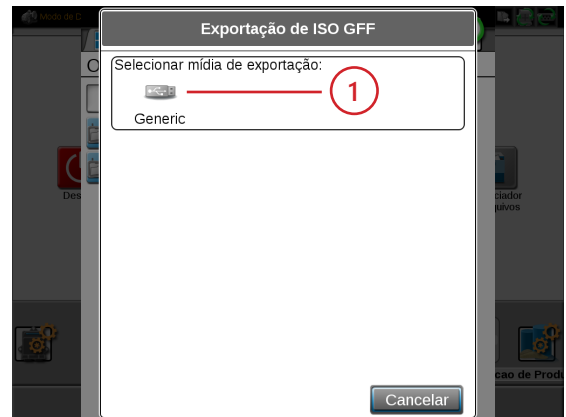 Modo de D
Exportação de ISO GFF
Selecionar mídia de exportação:
1
Generic
O
Des
ciador
quivos
cao de Produ
Cancelar